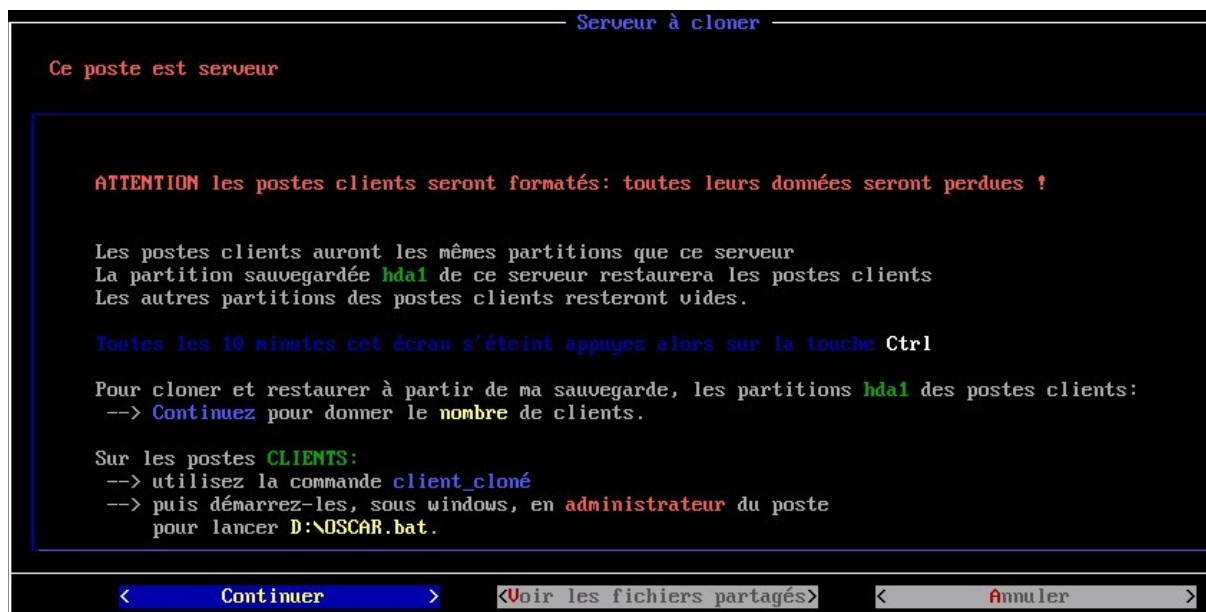 Serveur à cloner
Ce poste est serveur
ATTENTION les postes clients seront formatés: toutes leurs données seront perdues !
Les postes clients auront les mêmes partitions que ce serveur
La partition sauvegardée hda1 de ce serveur restaurera les postes clients
Les autres partitions des postes clients resteront vides.
Toutes les 10 minutes cet écran s'éteint appuyez alors sur la touche Ctrl
Pour cloner et restaurer à partir de ma sauvegarde, les partitions hda1 des postes clients:
--> Continuez pour donner le nombre de clients.
Sur les postes CLIENTS:
--> utilisez la commande client_cloné
--> puis démarrez-les, sous windows, en administrateur du poste
pour lancer D:\OSCAR.bat.
< Continuer > <Voir les fichiers partagés> < Annuler >